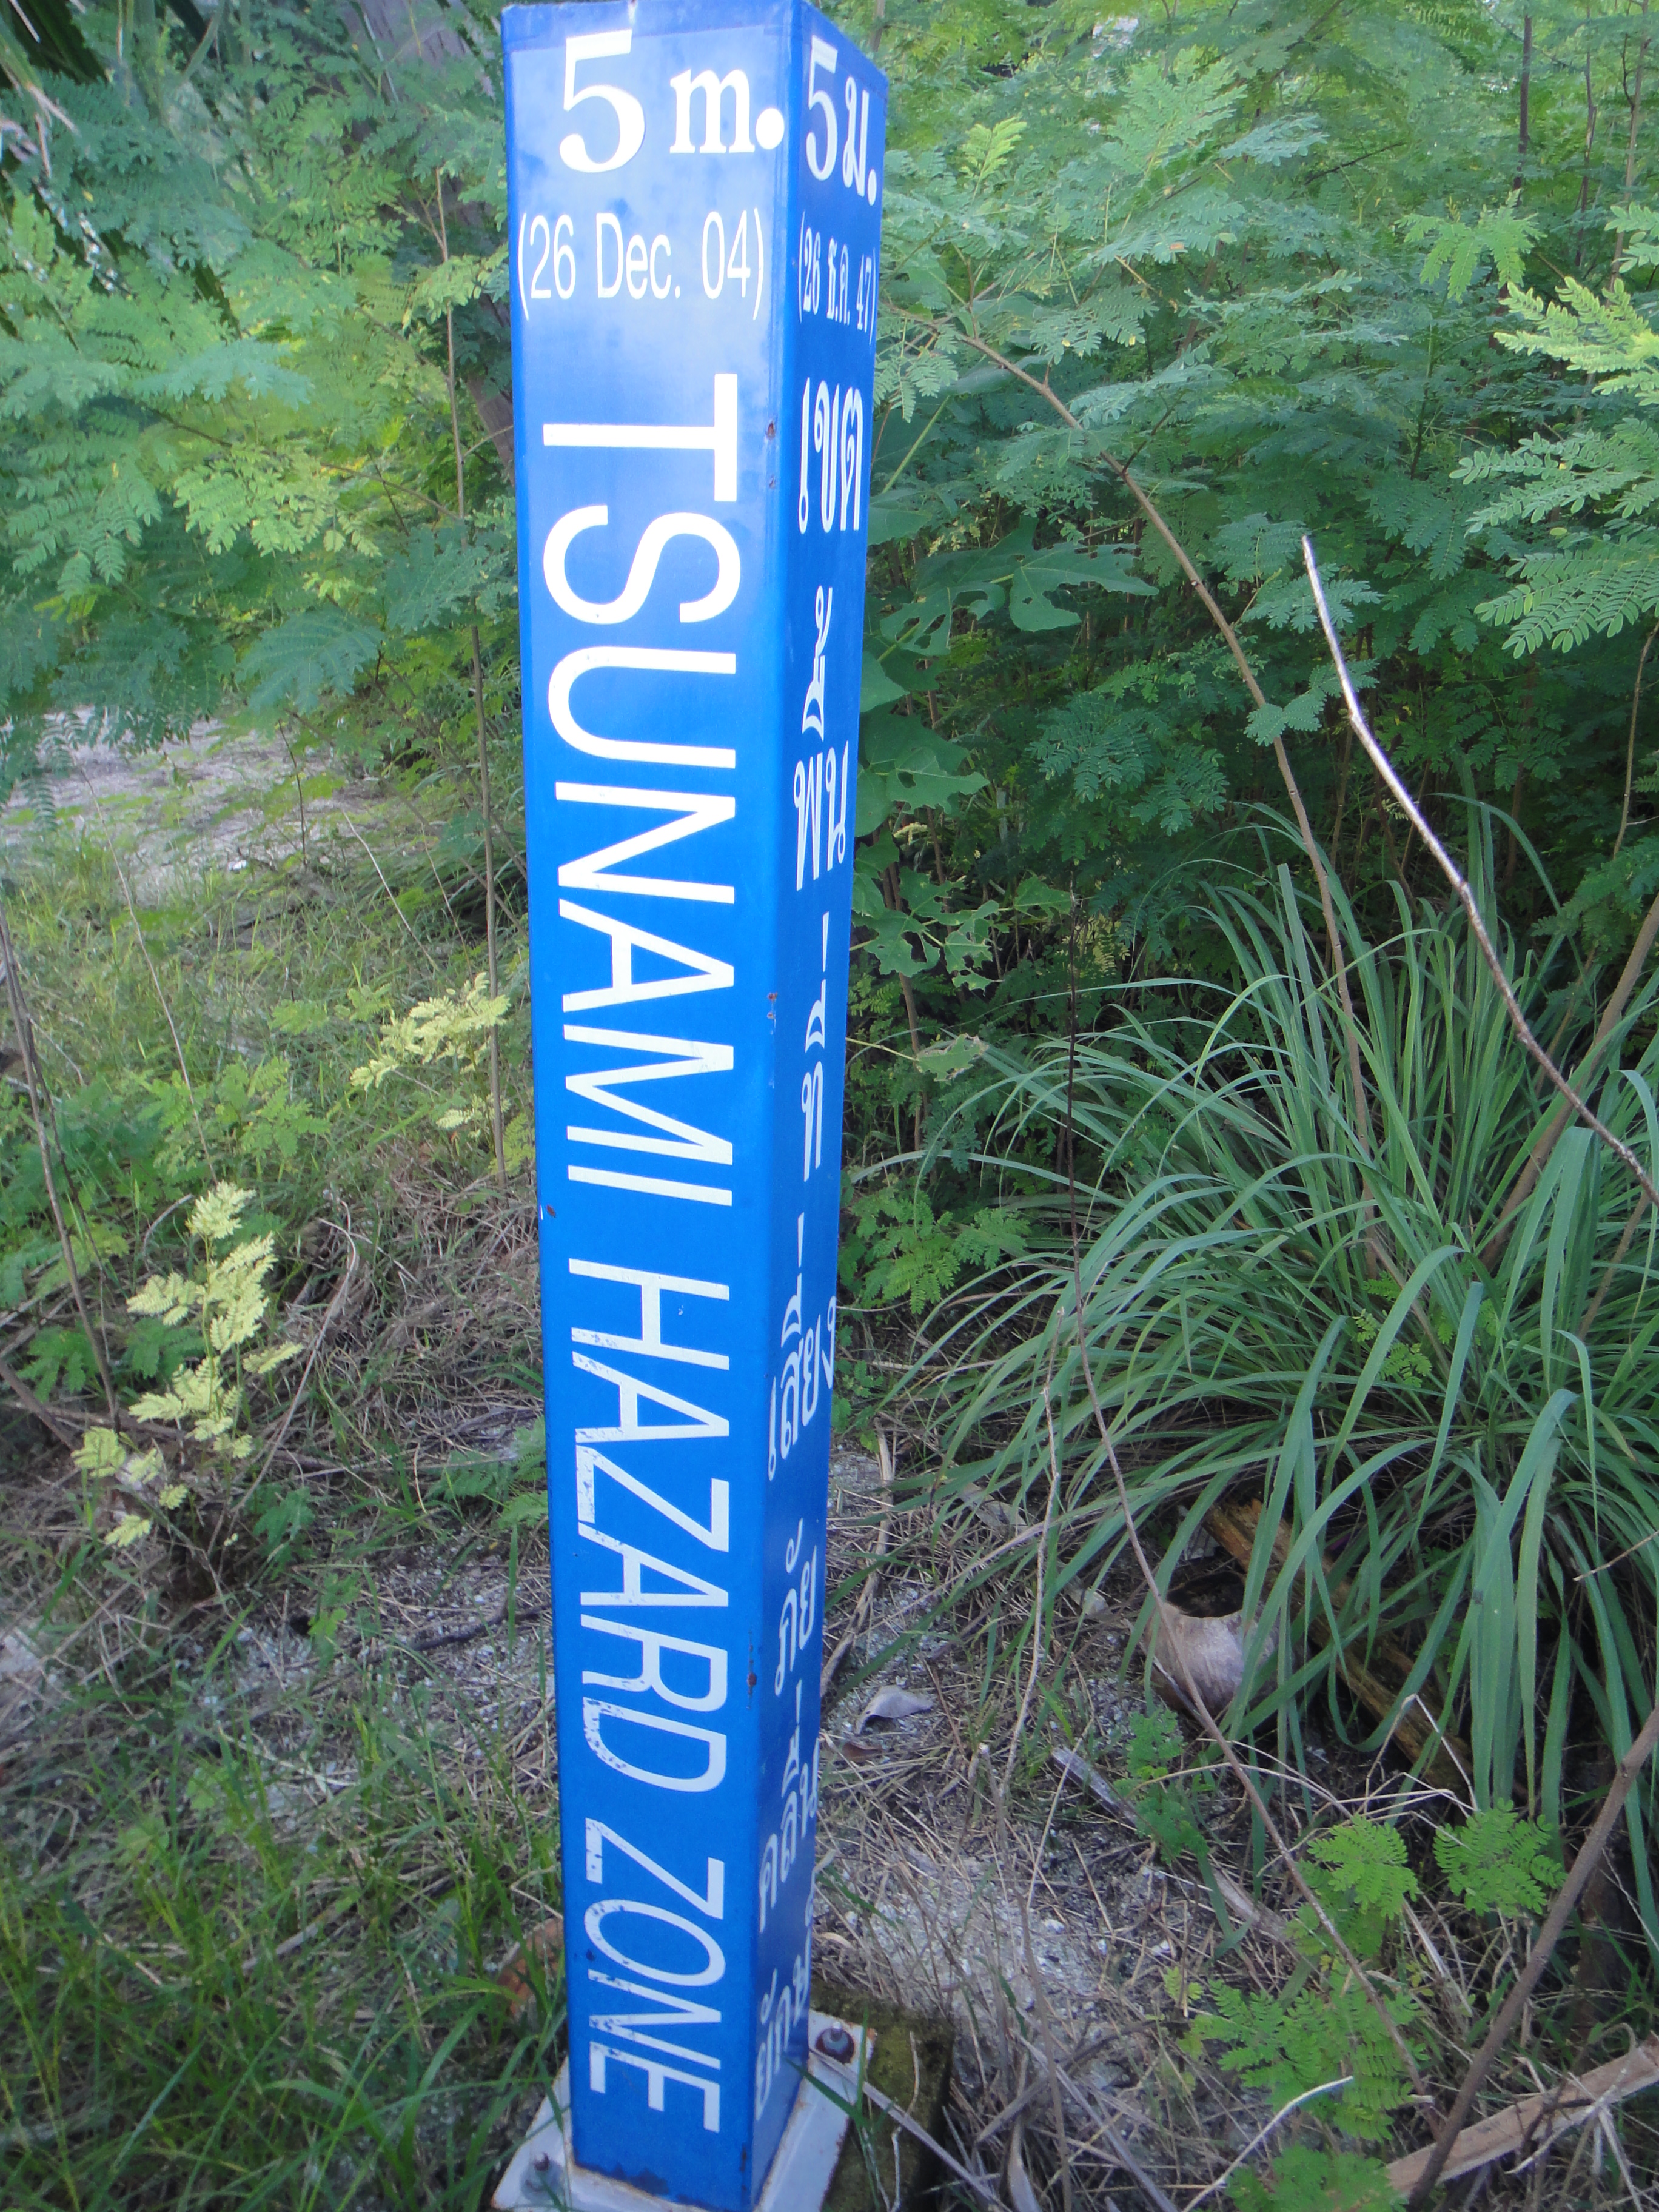 5 m.
(26 Dec. 04)
TSUNAMI HAZARD ZONE
5 ม.
(26 ธ.ค. 47)
เขต
พื้น
ที่
เสี่ยง
ภัย
คลื่น
ยักษ์